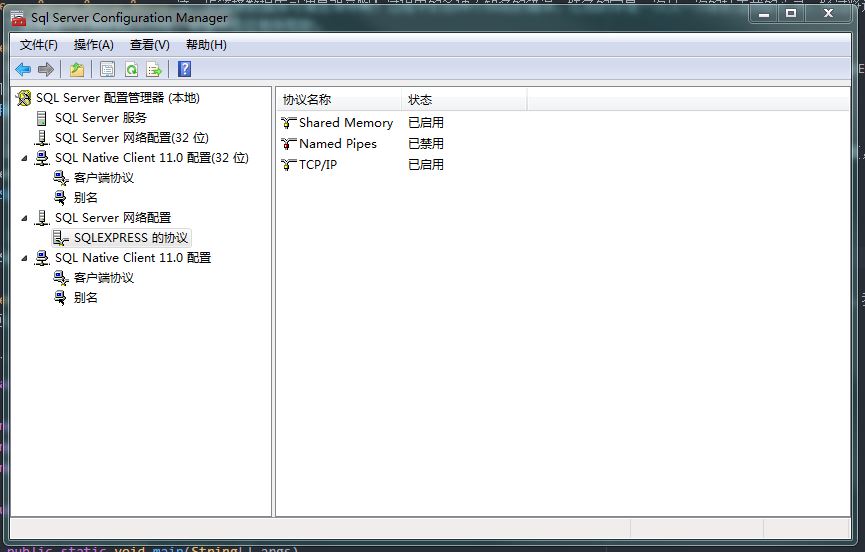 Sql Server Configuration Manager
文件(F) 操作(A) 查看(V) 帮助(H)
SQL Server 配置管理器 (本地)
SQL Server 服务
SQL Server 网络配置(32 位)
SQL Native Client 11.0 配置(32 位)
客户端协议
别名
SQL Server 网络配置
SQLEXPRESS 的协议
SQL Native Client 11.0 配置
客户端协议
别名
协议名称 状态
Shared Memory 已启用
Named Pipes 已禁用
TCP/IP 已启用
public static void main(String[] args)